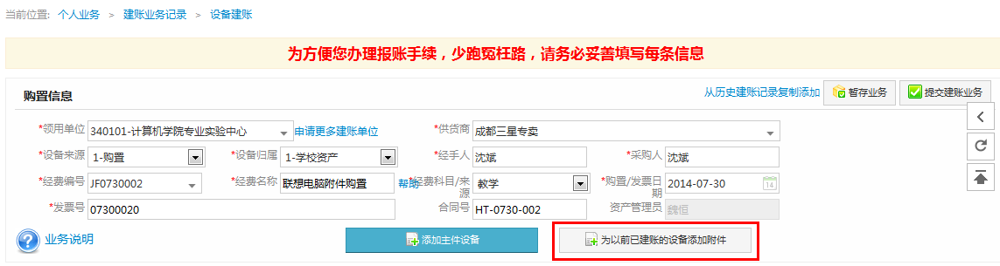 当前位置: 个人业务 > 建账业务记录 > 设备建账
为方便您办理报账手续，少跑冤枉路，请务必妥善填写每条信息
购置信息 从历史建账记录复制添加 暂存业务 提交建账业务
*领用单位 340101-计算机学院专业实验中心 申请更多建账单位 *供货商 成都三星专卖
*设备来源 1-购置 *设备归属 1-学校资产 *经手人 沈斌 *采购人 沈斌
*经费编号 JF0730002 *经费名称 联想电脑附件购置 帮助 *经费科目/来源 教学 *购置/发票日期 2014-07-30 14
*发票号 07300020 合同号 HT-0730-002 资产管理员 魏恒
? 业务说明 添加主件设备 为以前已建账的设备添加附件